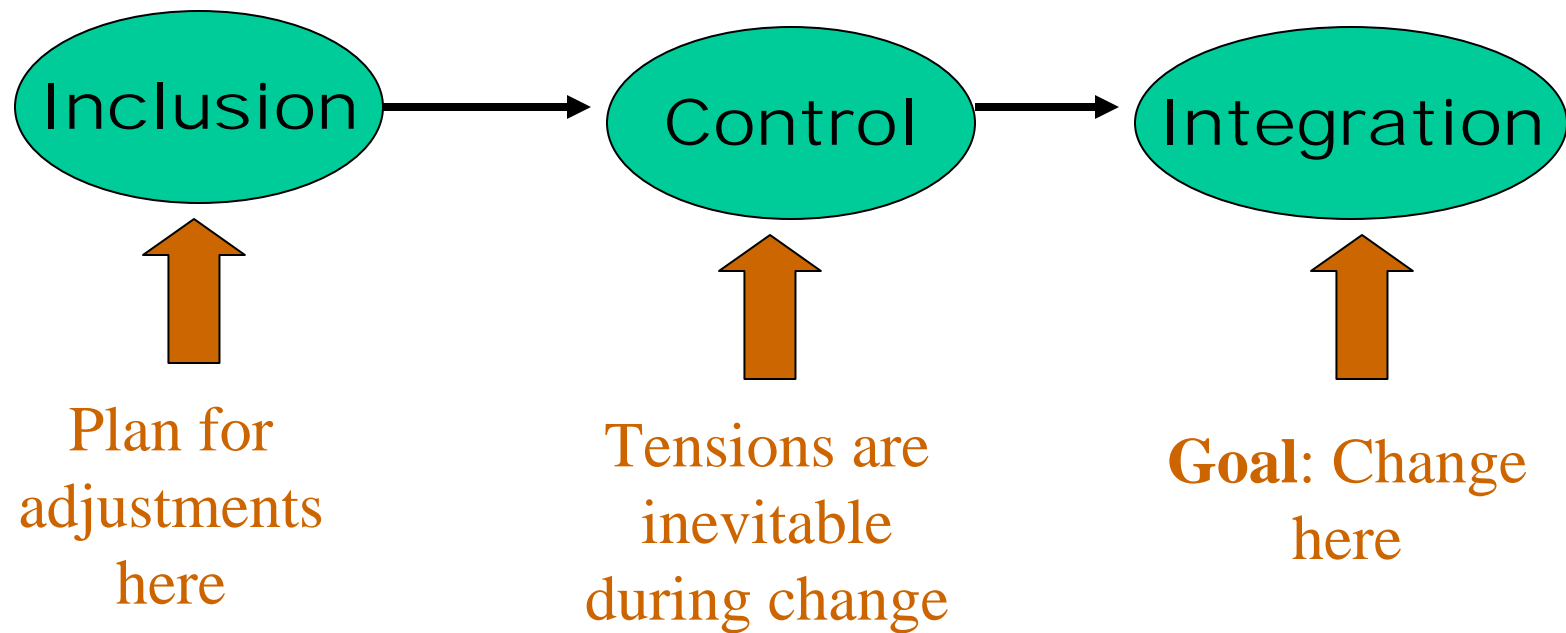 Inclusion
Control
Integration
Plan for
adjustments
here
Tensions are
inevitable
during change
Goal: Change
here